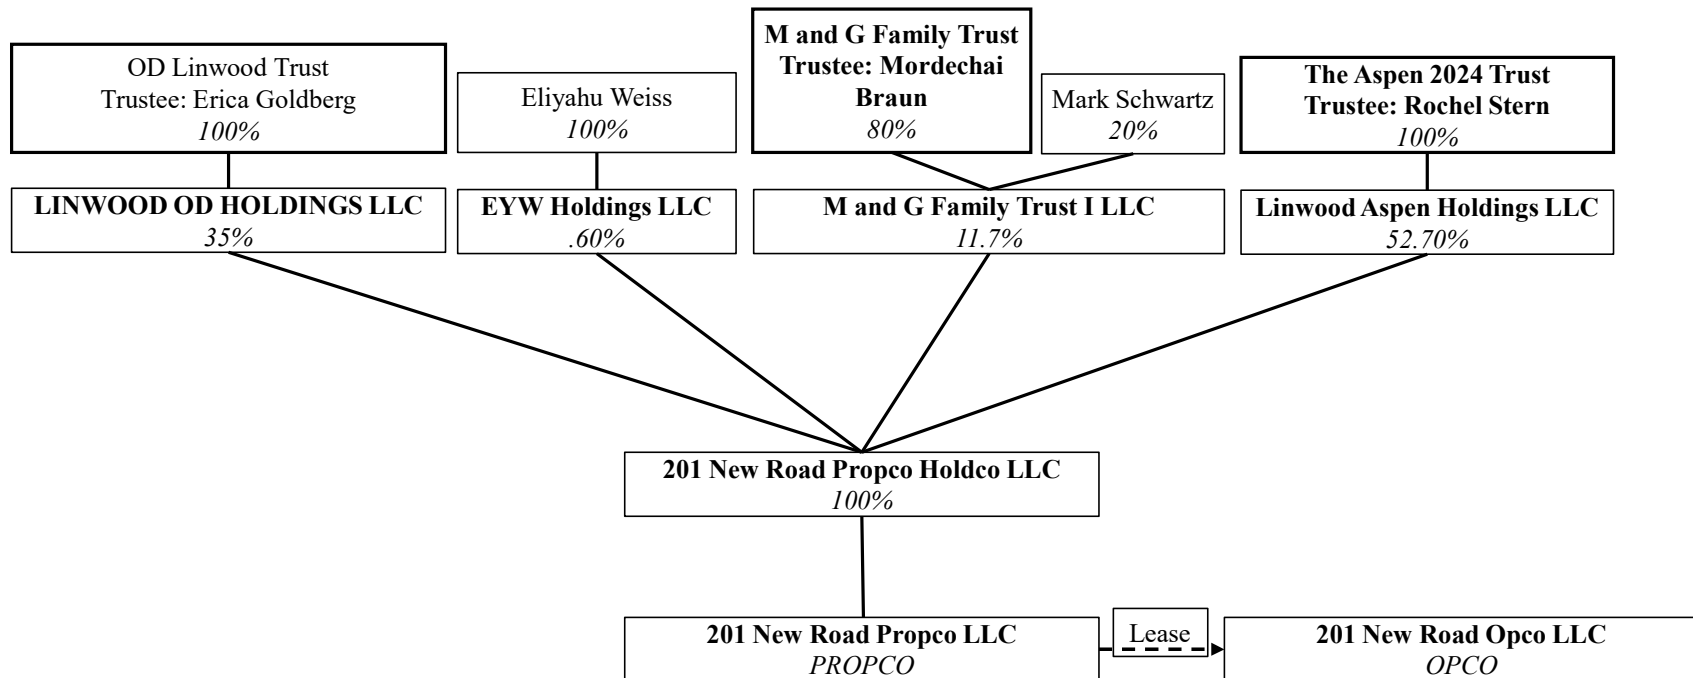 OD Linwood Trust
Trustee: Erica Goldberg
100%
Eliyahu Weiss
100%
M and G Family Trust
Trustee: Mordechai
Braun
80%
Mark Schwartz
20%
The Aspen 2024 Trust
Trustee: Rochel Stern
100%
LINWOOD OD HOLDINGS LLC
35%
EYW Holdings LLC
.60%
M and G Family Trust I LLC
11.7%
Linwood Aspen Holdings LLC
52.70%
201 New Road Propco Holdco LLC
100%
201 New Road Propco LLC
PROPCO
Lease
201 New Road Opco LLC
OPCO